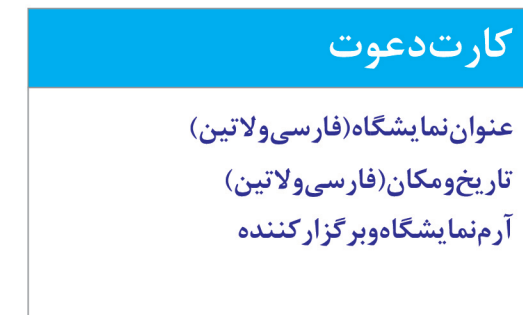 کارت‌دعوت
عنوان‌نمایشگاه(فارسی‌ولاتین)
تاریخ‌ومکان(فارسی‌ولاتین)
آرم‌نمایشگاه‌وبرگزارکننده